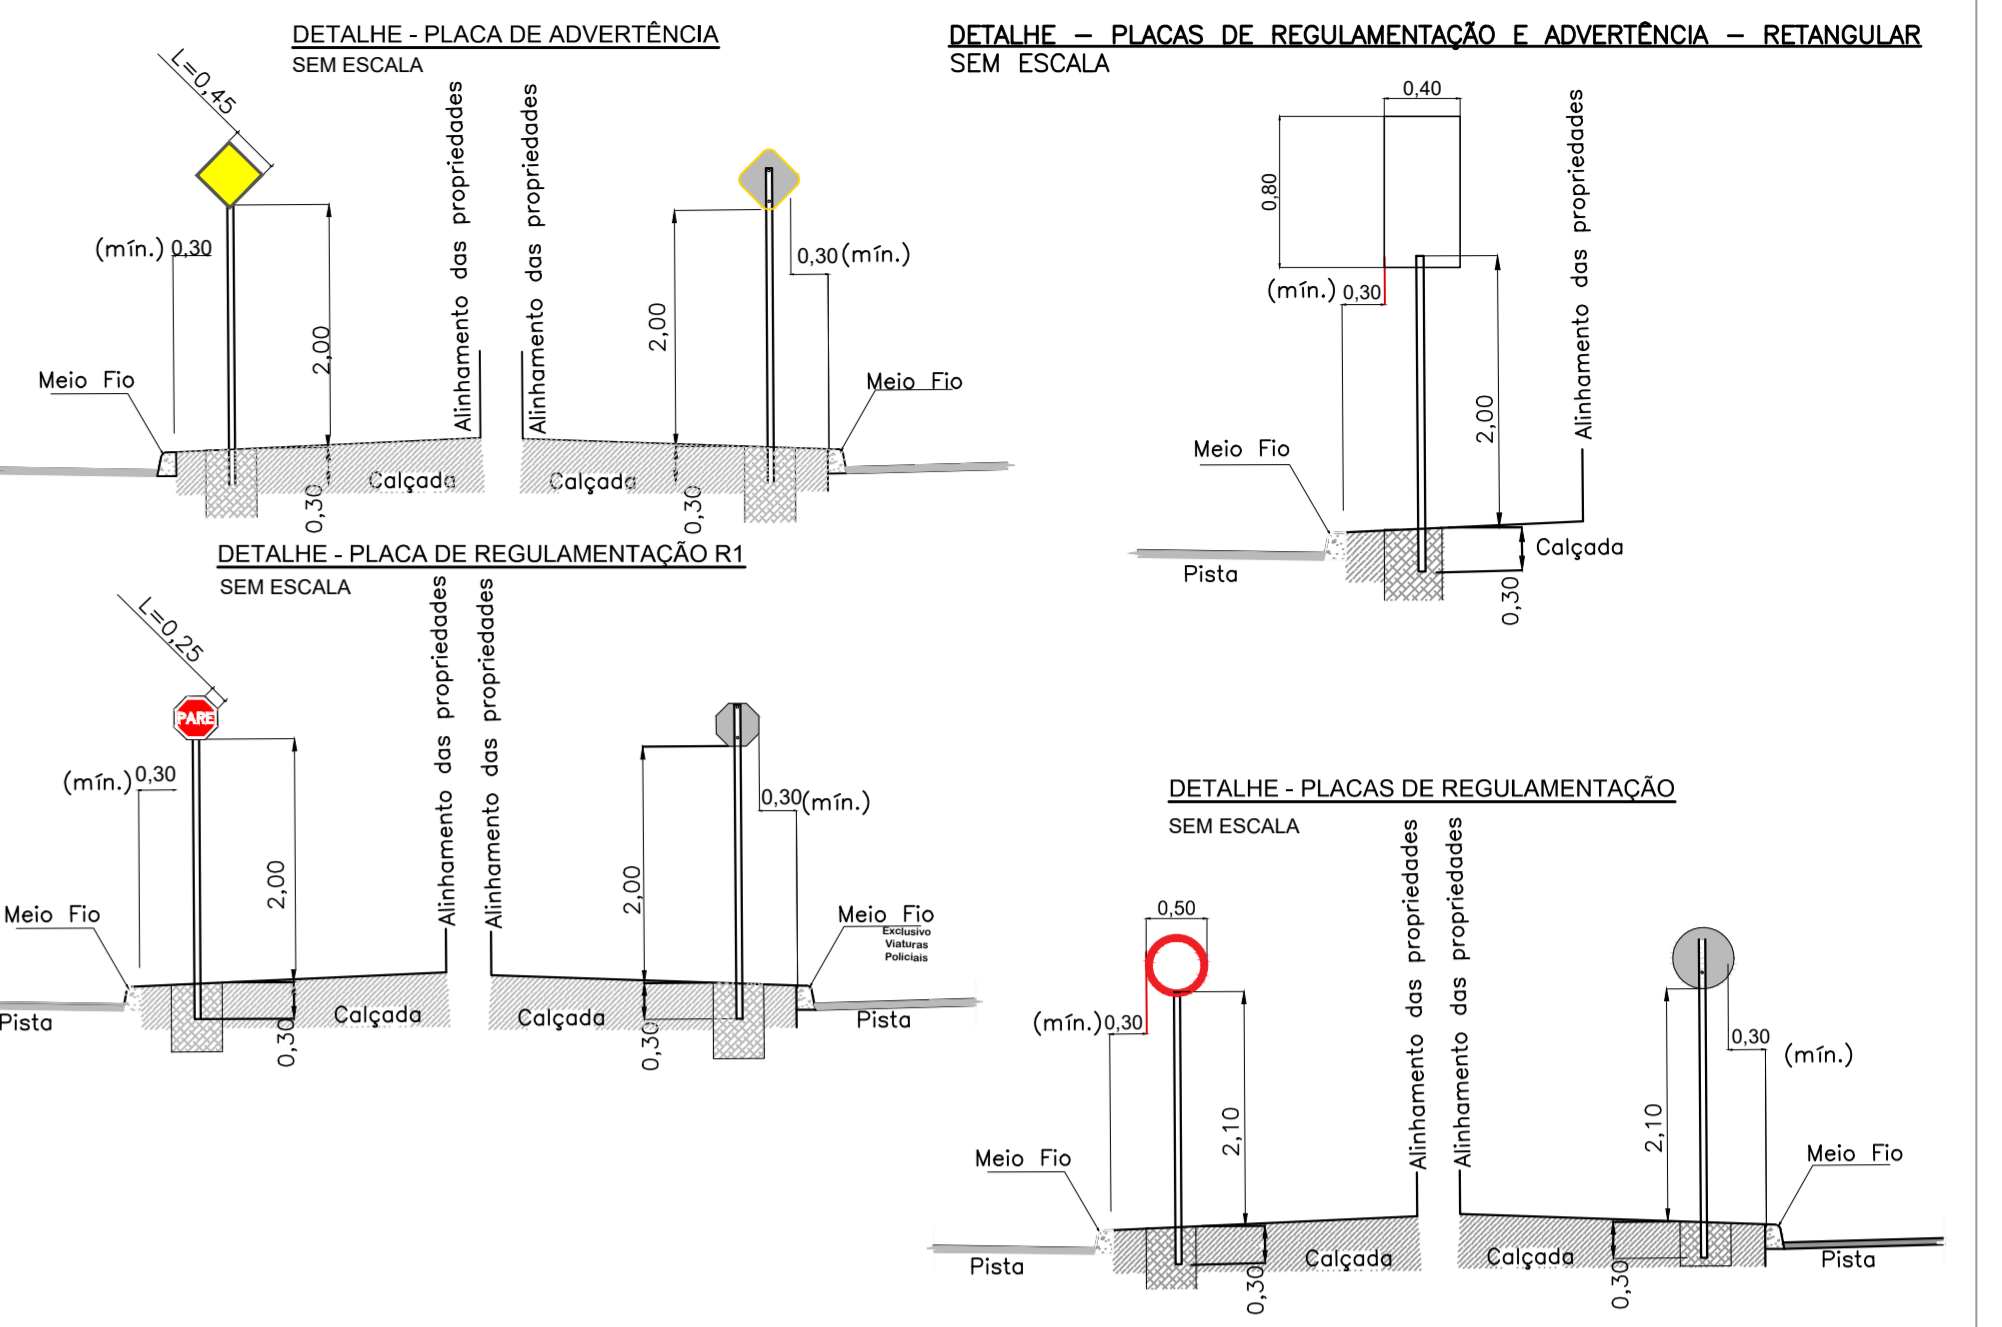 DETALHE - PLACA DE ADVERTÊNCIA
SEM ESCALA
L=0,45
(mín.) 0,30
2,00
Meio Fio
Calçada
0,30
Alinhamento das propriedades
Alinhamento das propriedades
0,30 (mín.)
2,00
Meio Fio
Calçada
0,30
DETALHE – PLACAS DE REGULAMENTAÇÃO E ADVERTÊNCIA – RETANGULAR
SEM ESCALA
0,40
0,80
(mín.) 0,30
2,00
Alinhamento das propriedades
Meio Fio
Pista
Calçada
0,30
DETALHE - PLACA DE REGULAMENTAÇÃO R1
SEM ESCALA
L=0,25
PARE
(mín.) 0,30
2,00
Meio Fio
Pista
Calçada
0,30
Alinhamento das propriedades
Alinhamento das propriedades
0,30 (mín.)
2,00
Meio Fio
Exclusivo
Viaturas
Policiais
Calçada
0,30
Pista
DETALHE - PLACAS DE REGULAMENTAÇÃO
SEM ESCALA
0,50
(mín.) 0,30
2,10
Meio Fio
Pista
Calçada
0,30
Alinhamento das propriedades
Alinhamento das propriedades
0,30
(mín.)
2,10
Meio Fio
Calçada
0,30
Pista